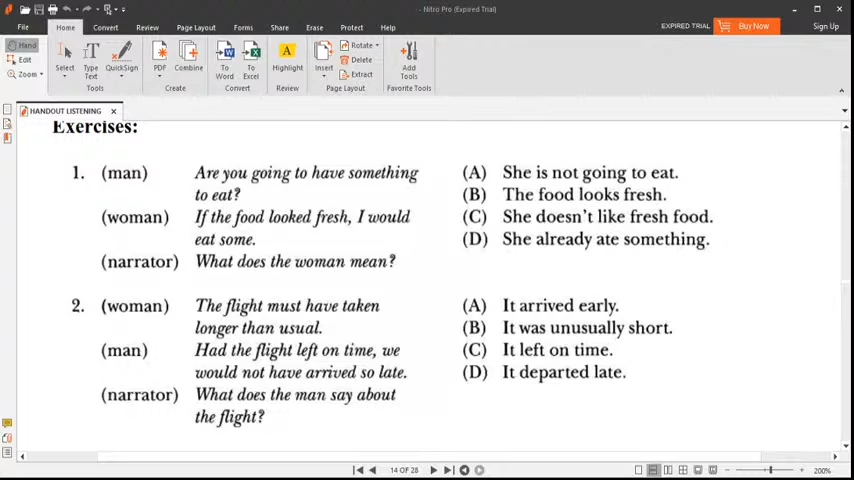 - Nitro Pro (Expired Trial)
File Home Convert Review Page Layout Forms Share Erase Protect Help EXPIRED TRIAL Buy Now Sign Up
Hand
Edit
Zoom
Select
Type Text
QuickSign
Tools
PDF
Combine
Create
To Word
To Excel
Convert
Highlight
Review
Insert
Rotate
Delete
Extract
Page Layout
Add Tools
Favorite Tools
HANDOUT LISTENING
Exercises:
1. (man) Are you going to have something (A) She is not going to eat.
to eat? (B) The food looks fresh.
(woman) If the food looked fresh, I would (C) She doesn't like fresh food.
eat some. (D) She already ate something.
(narrator) What does the woman mean?
2. (woman) The flight must have taken (A) It arrived early.
longer than usual. (B) It was unusually short.
(man) Had the flight left on time, we (C) It left on time.
would not have arrived so late. (D) It departed late.
(narrator) What does the man say about
the flight?
14 OF 28
200%